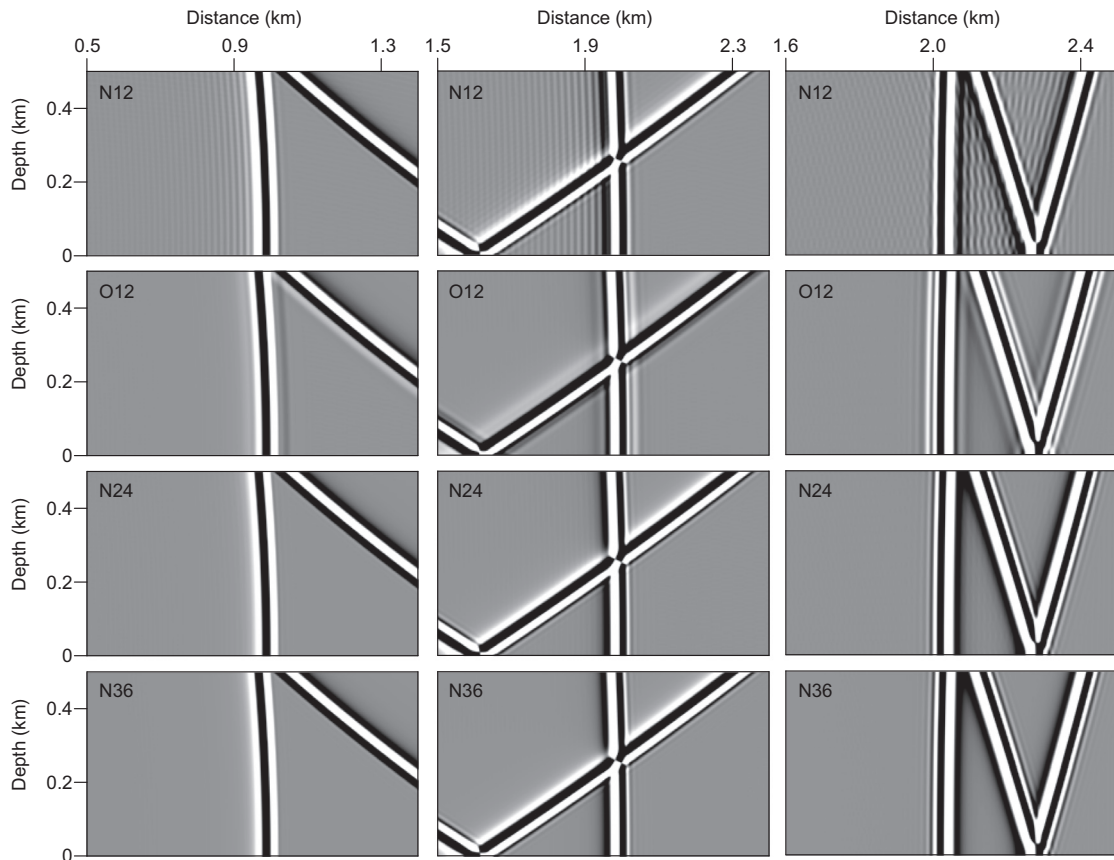 Distance (km) Distance (km) Distance (km)
0.5 0.9 1.3 1.5 1.9 2.3 1.6 2.0 2.4
N12 N12 N12
Depth (km)
0.4
0.2
0
O12 O12 O12
Depth (km)
0.4
0.2
0
N24 N24 N24
Depth (km)
0.4
0.2
0
N36 N36 N36
Depth (km)
0.4
0.2
0